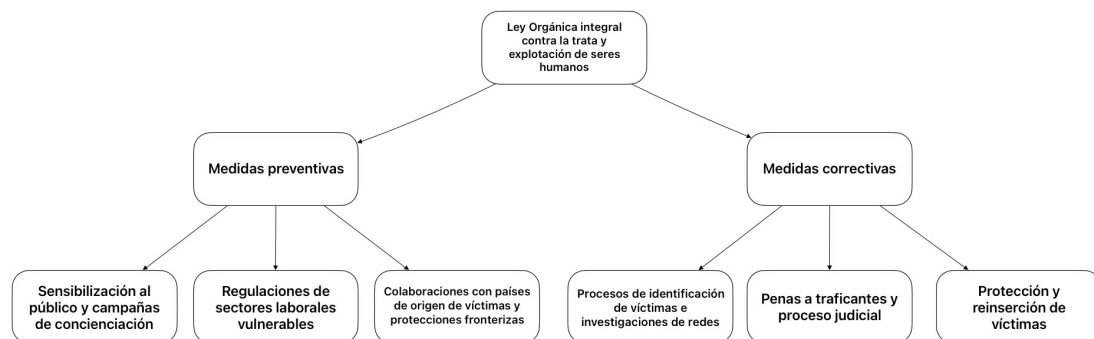 Ley Orgánica integral
contra la trata y
explotación de seres
humanos
Medidas preventivas
Medidas correctivas
Sensibilización al
público y campañas
de concienciación
Regulaciones de
sectores laborales
vulnerables
Colaboraciones con países
de origen de víctimas y
protecciones fronterizas
Procesos de identificación
de víctimas e
investigaciones de redes
Penas a traficantes y
proceso judicial
Protección y
reinserción de
víctimas